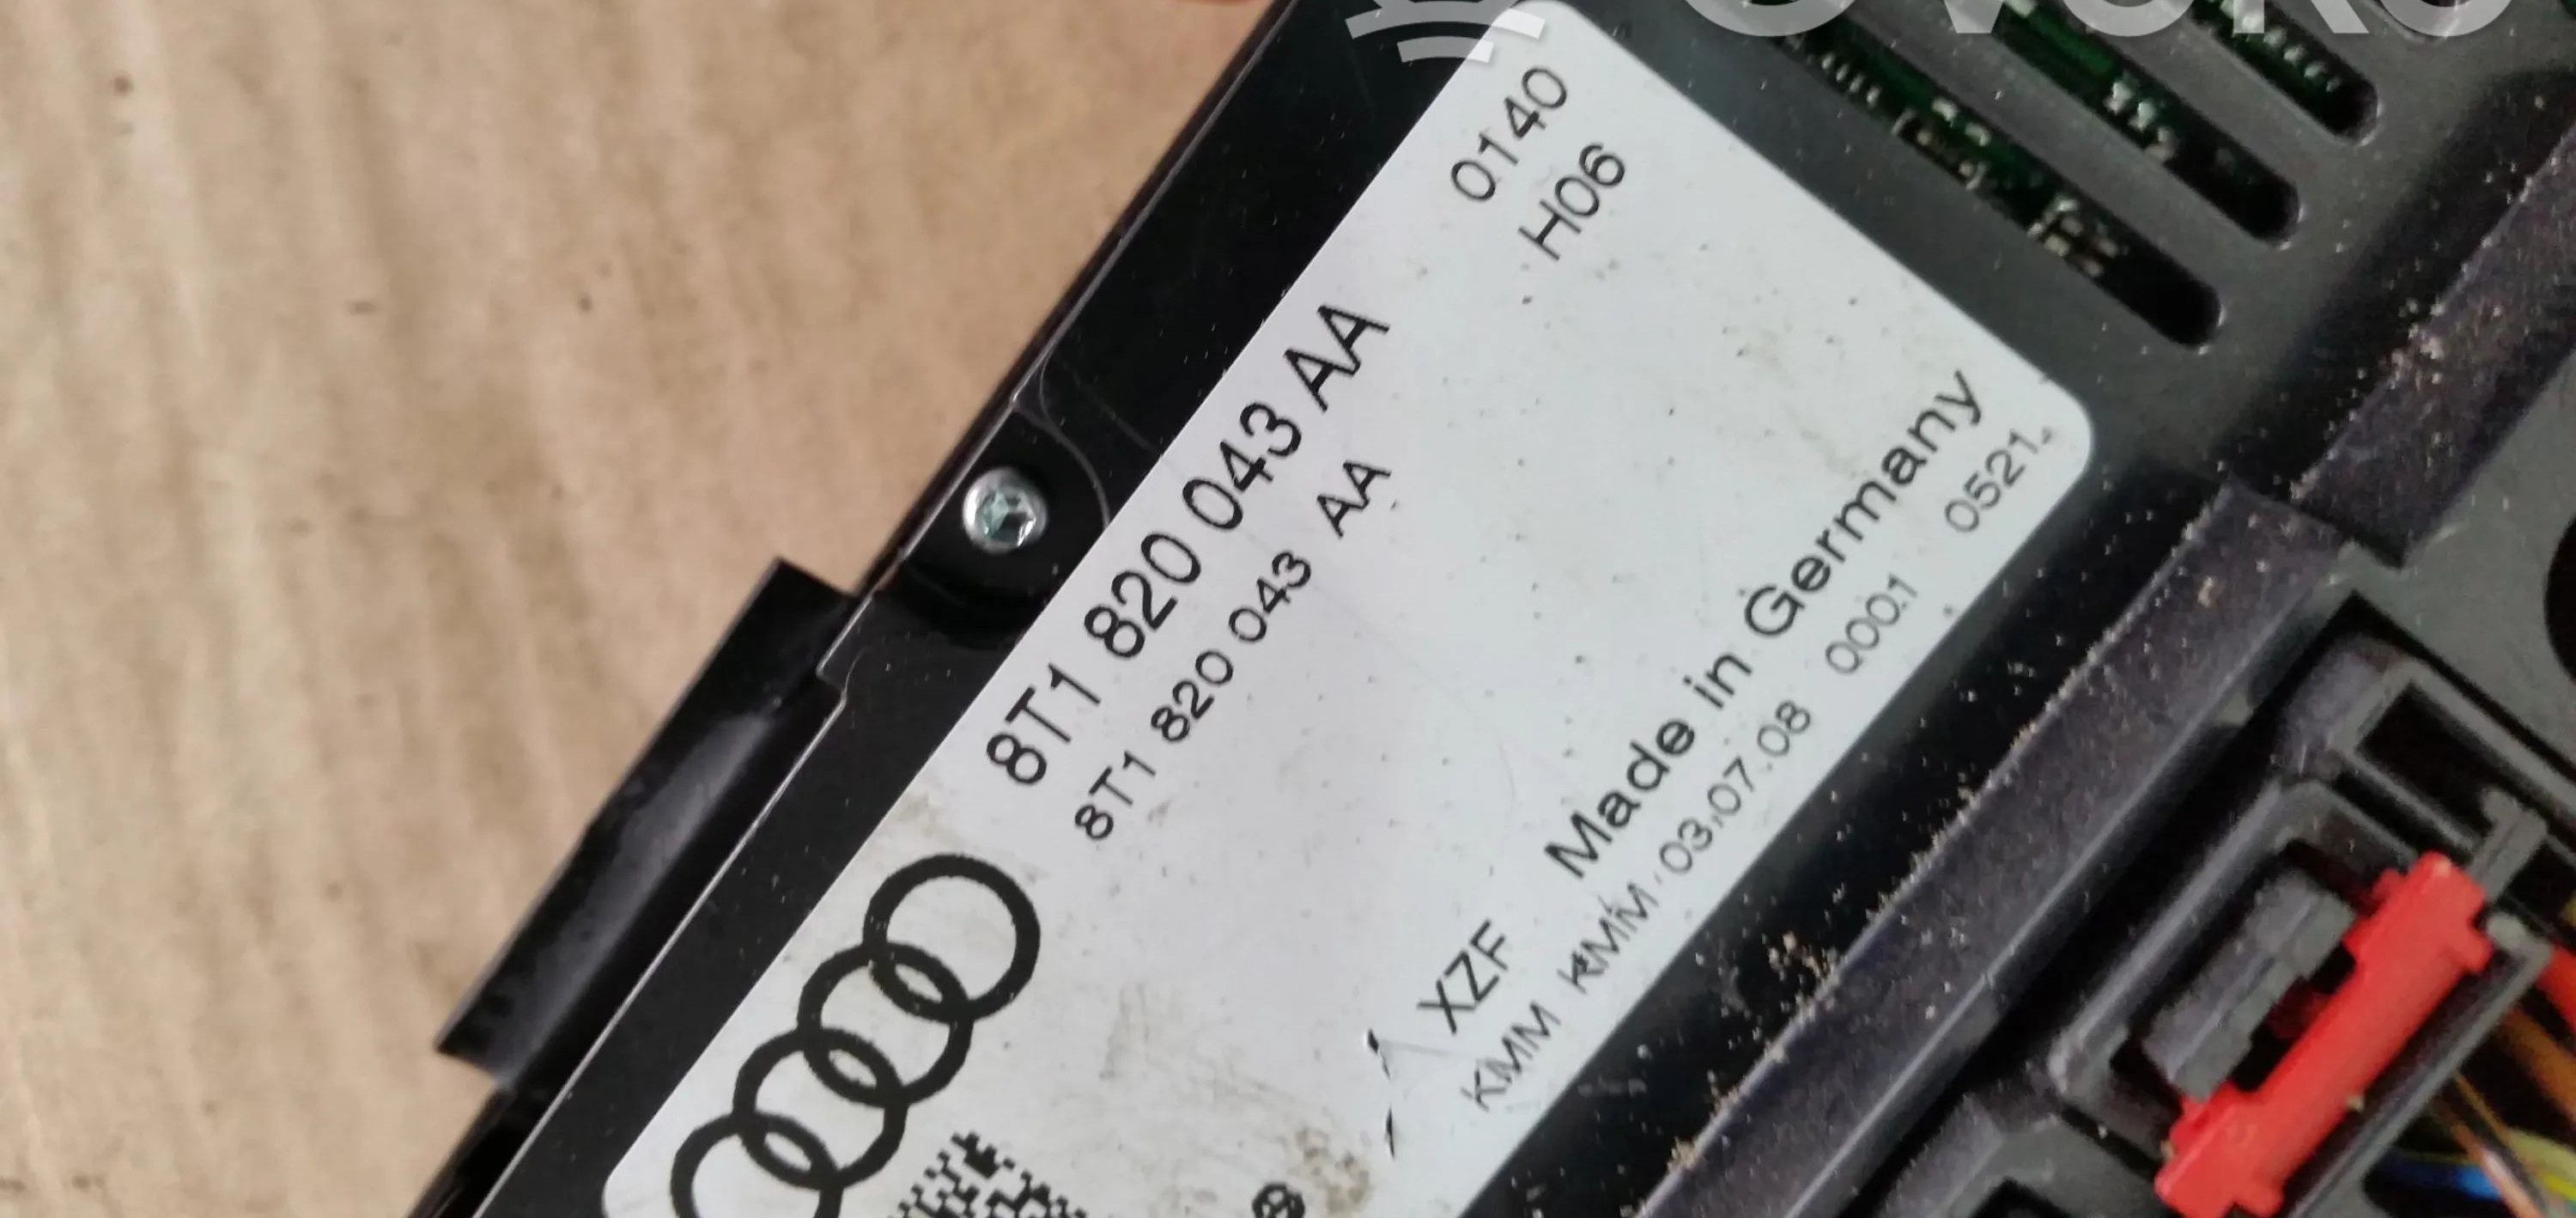 0140
H06
8T1 820 043 AA
8T1 820 043 AA
XZF Made in Germany
KMM KMM 03.07.08 0001 0521